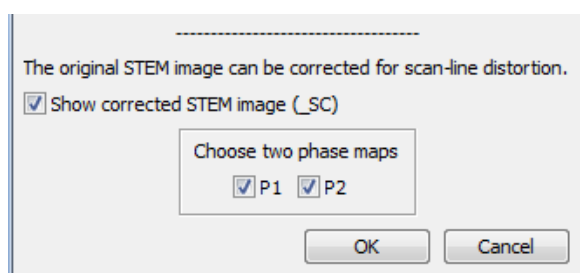 ------------------------------------
The original STEM image can be corrected for scan-line distortion.
Show corrected STEM image (_SC)
Choose two phase maps
P1 P2
OK Cancel